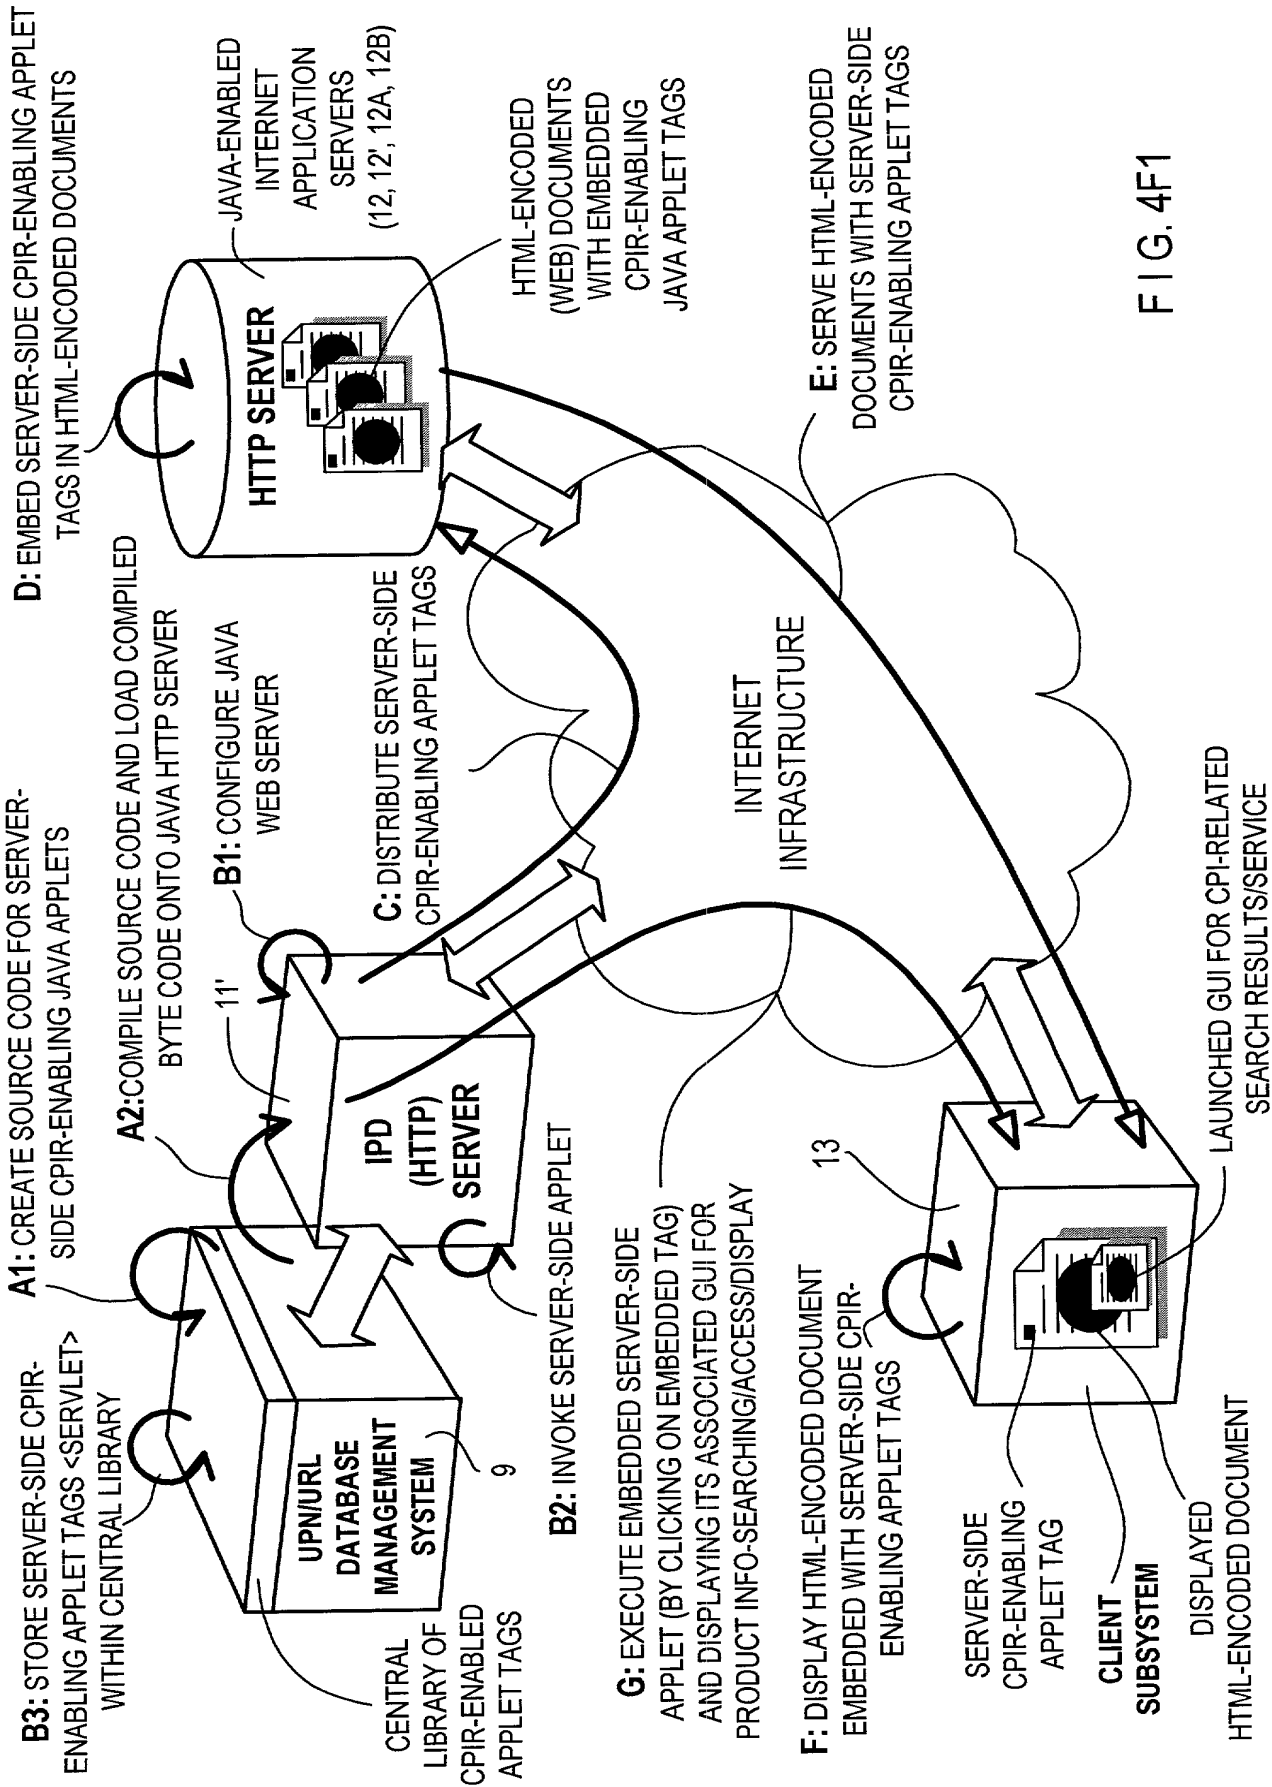 B3: STORE SERVER-SIDE CPIR-
ENABLING APPLET TAGS <SERVLET>
WITHIN CENTRAL LIBRARY
A1: CREATE SOURCE CODE FOR SERVER-
SIDE CPIR-ENABLING JAVA APPLETS
A2:COMPILE SOURCE CODE AND LOAD COMPILED
BYTE CODE ONTO JAVA HTTP SERVER
D: EMBED SERVER-SIDE CPIR-ENABLING APPLET
TAGS IN HTML-ENCODED DOCUMENTS
B1: CONFIGURE JAVA
WEB SERVER
11'
JAVA-ENABLED
INTERNET
APPLICATION
SERVERS
(12, 12', 12A, 12B)
HTTP SERVER
UPN/URL
DATABASE
MANAGEMENT
SYSTEM
9
IPD
(HTTP)
SERVER
C: DISTRIBUTE SERVER-SIDE
CPIR-ENABLING APPLET TAGS
HTML-ENCODED
(WEB) DOCUMENTS
WITH EMBEDDED
CPIR-ENABLING
JAVA APPLET TAGS
CENTRAL
LIBRARY OF
CPIR-ENABLED
APPLET TAGS
B2: INVOKE SERVER-SIDE APPLET
G: EXECUTE EMBEDDED SERVER-SIDE
APPLET (BY CLICKING ON EMBEDDED TAG)
AND DISPLAYING ITS ASSOCIATED GUI FOR
PRODUCT INFO-SEARCHING/ACCESS/DISPLAY
INTERNET
INFRASTRUCTURE
E: SERVE HTML-ENCODED
DOCUMENTS WITH SERVER-SIDE
CPIR-ENABLING APPLET TAGS
F: DISPLAY HTML-ENCODED DOCUMENT
EMBEDDED WITH SERVER-SIDE CPIR-
ENABLING APPLET TAGS
13
SERVER-SIDE
CPIR-ENABLING
APPLET TAG
CLIENT
SUBSYSTEM
DISPLAYED
HTML-ENCODED DOCUMENT
LAUNCHED GUI FOR CPI-RELATED
SEARCH RESULTS/SERVICE
FIG. 4F1